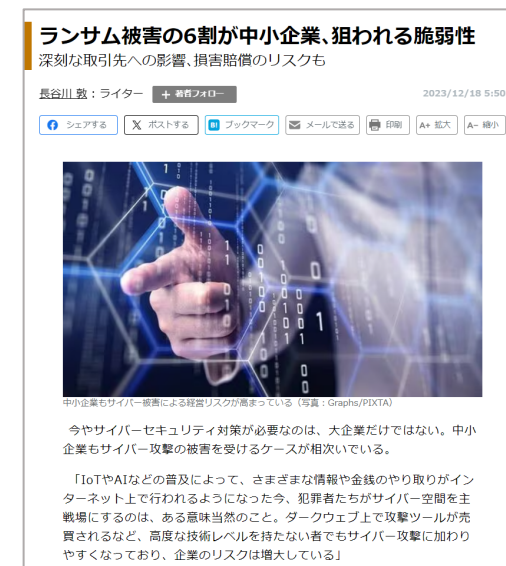 ランサム被害の6割が中小企業、狙われる脆弱性
深刻な取引先への影響、損害賠償のリスクも
長谷川 敦：ライター ＋ 著者フォロー 2023/12/18 5:50
シェアする ポストする B! ブックマーク メールで送る 印刷 A+ 拡大 A- 縮小
中小企業もサイバー被害による経営リスクが高まっている（写真：Graphs/PIXTA）
今やサイバーセキュリティ対策が必要なのは、大企業だけではない。中小
企業もサイバー攻撃の被害を受けるケースが相次いでいる。
「IoTやAIなどの普及によって、さまざまな情報や金銭のやり取りがイン
ターネット上で行われるようになった今、犯罪者たちがサイバー空間を主
戦場にするのは、ある意味当然のこと。ダークウェブ上で攻撃ツールが売
買されるなど、高度な技術レベルを持たない者でもサイバー攻撃に加わり
やすくなっており、企業のリスクは増大している」